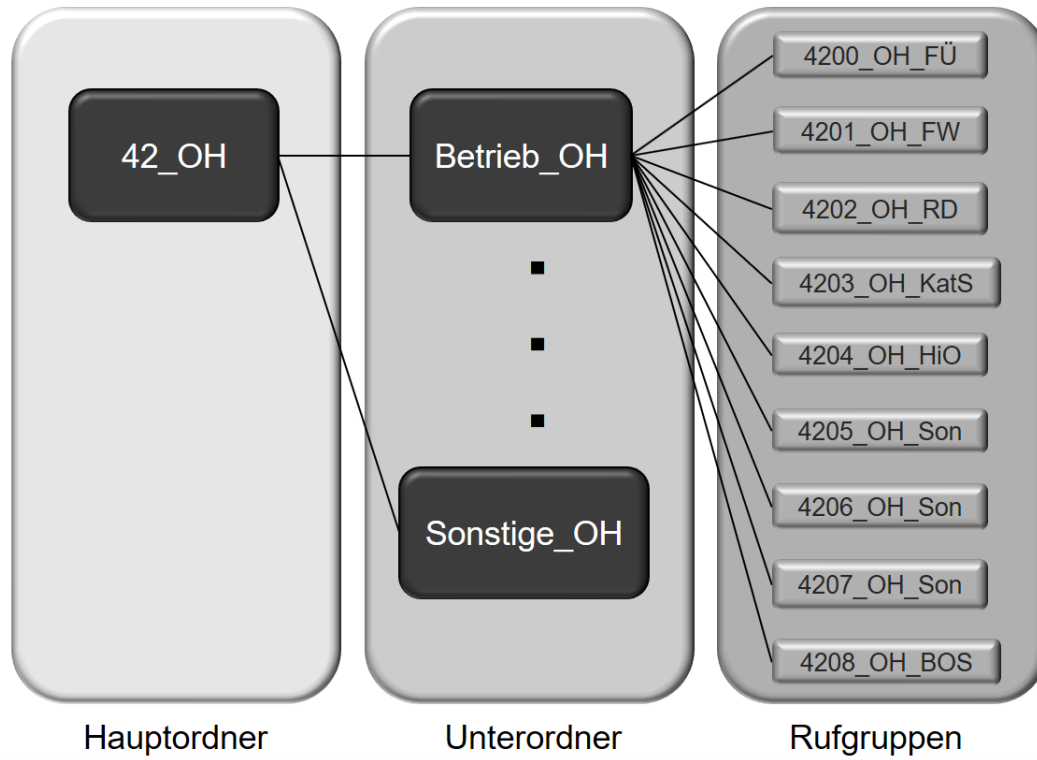 42_OH
Betrieb_OH
Sonstige_OH
4200_OH_FÜ
4201_OH_FW
4202_OH_RD
4203_OH_KatS
4204_OH_HiO
4205_OH_Son
4206_OH_Son
4207_OH_Son
4208_OH_BOS
Hauptordner
Unterordner
Rufgruppen